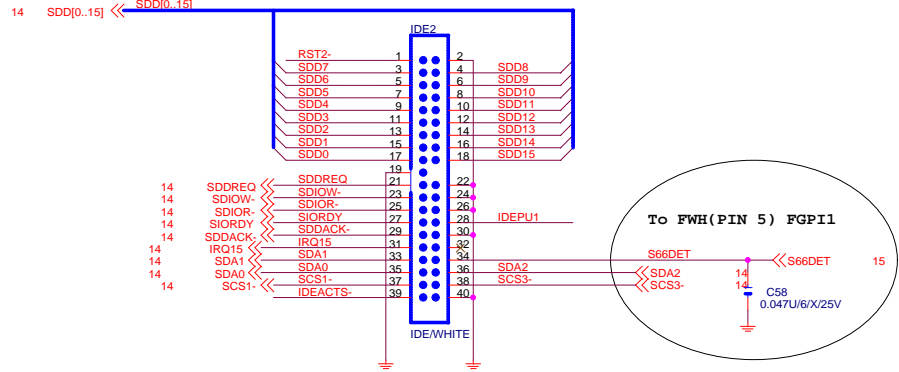 SDD[0..15]
14 SDD[0..15]
IDE2
RST2- 1 2
SDD7 3 4 SDD8
SDD6 5 6 SDD9
SDD5 7 8 SDD10
SDD4 9 10 SDD11
SDD3 11 12 SDD12
SDD2 13 14 SDD13
SDD1 15 16 SDD14
SDD0 17 18 SDD15
19
14 SDDREQ 21 22
14 SDIOW- 23 24
14 SDIOR- 25 26
14 SIORDY 27 28 IDEPU1
14 SDDACK- 29 30
14 IRQ15 IRQ15 31 32
14 SDA1 SDA1 33 34 S66DET S66DET 15
14 SDA0 SDA0 35 36 SDA2 SDA2 14
14 SCS1- SCS1- 37 38 SCS3- SCS3- 14
IDEACTS- 39 40
IDE/WHITE
To FWH(PIN 5) FGPI1
C58
0.047U/6/X/25V
SDDREQ
SDIOW-
SDIOR-
SIORDY
SDDACK-